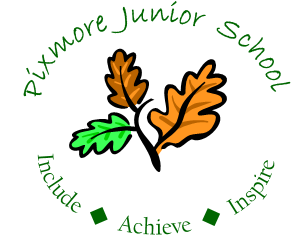 Pixmore Junior School
Include ◆ Achieve ◆ Inspire